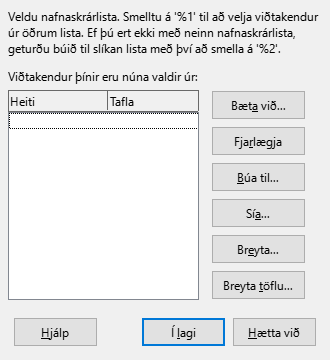 Veldu nafnaskrárlista. Smelltu á '%1' til að velja viðtakendur
úr öðrum lista. Ef þú ert ekki með neinn nafnaskrárlista,
geturðu búið til slíkan lista með því að smella á '%2'.
Viðtakendur þínir eru núna valdir úr:
Heiti Tafla
Bæta við...
Fjarlægja
Búa til...
Sía...
Breyta...
Breyta töflu...
Hjálp Í lagi Hætta við